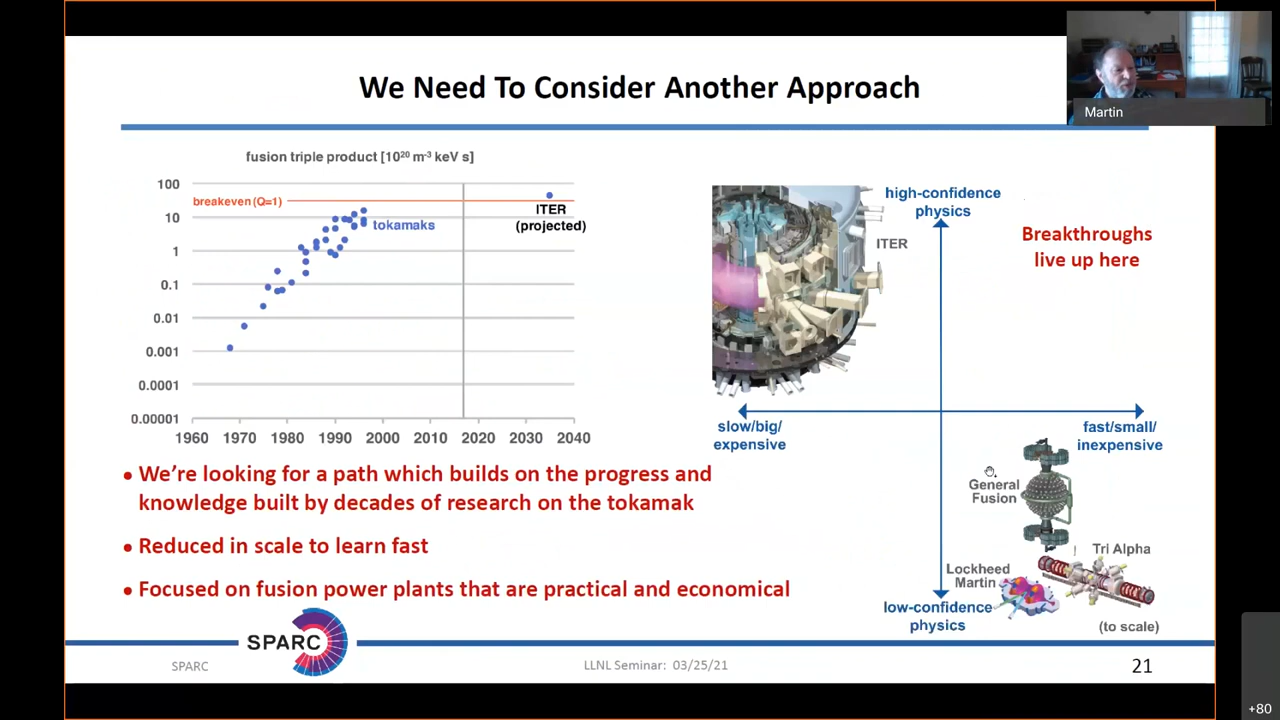 We Need To Consider Another Approach
Martin
fusion triple product [10²⁰ m⁻³ keV s]
100
10
1
0.1
0.01
0.001
0.0001
0.00001
breakeven (Q=1)
tokamaks
ITER
(projected)
1960 1970 1980 1990 2000 2010 2020 2030 2040
high-confidence
physics
ITER
Breakthroughs
live up here
slow/big/
expensive
fast/small/
inexpensive
General
Fusion
Tri Alpha
Lockheed
Martin
low-confidence
physics
(to scale)
• We're looking for a path which builds on the progress and
knowledge built by decades of research on the tokamak
• Reduced in scale to learn fast
• Focused on fusion power plants that are practical and economical
SPARC
SPARC
LLNL Seminar: 03/25/21
21
+80